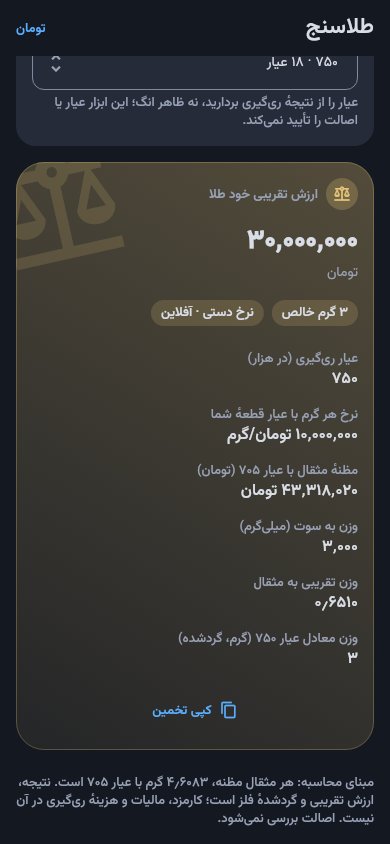 طلاسنج
تومان
۷۵۰ · ۱۸ عیار
عیار را از نتیجهٔ ری‌گیری بردارید، نه ظاهر انگ؛ این ابزار عیار یا
اصالت را تأیید نمی‌کند.
ارزش تقریبی خود طلا
۳۰,۰۰۰,۰۰۰
تومان
۳ گرم خالص
نرخ دستی · آفلاین
عیار ری‌گیری (در هزار)
۷۵۰
نرخ هر گرم با عیار قطعهٔ شما
۱۰,۰۰۰,۰۰۰ تومان/گرم
مظنهٔ مثقال با عیار ۷۰۵ (تومان)
۴۳,۳۱۸,۰۲۰ تومان
وزن به سوت (میلی‌گرم)
۳,۰۰۰
وزن تقریبی به مثقال
۰٫۶۵۱۰
وزن معادل عیار ۷۵۰ (گرم، گردشده)
۳
کپی تخمین
مبنای محاسبه: هر مثقال مظنه، ۴٫۶۰۸۳ گرم با عیار ۷۰۵ است. نتیجه،
ارزش تقریبی و گردشدهٔ فلز است؛ کارمزد، مالیات و هزینهٔ ری‌گیری در آن
نیست. اصالت بررسی نمی‌شود.